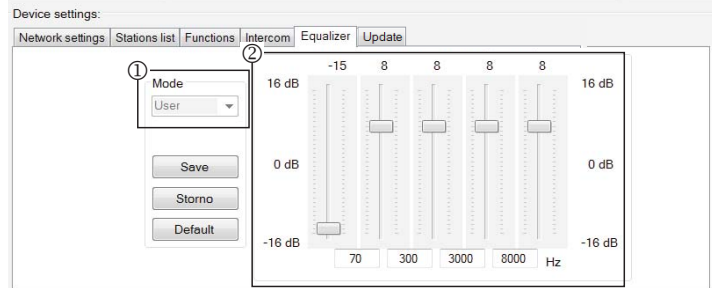 Device settings:
Network settings Stations list Functions Intercom Equalizer Update
① ②
Mode
User
Save
Storno
Default
-15 8 8 8 8
16 dB 16 dB
0 dB 0 dB
-16 dB -16 dB
70 300 3000 8000 Hz